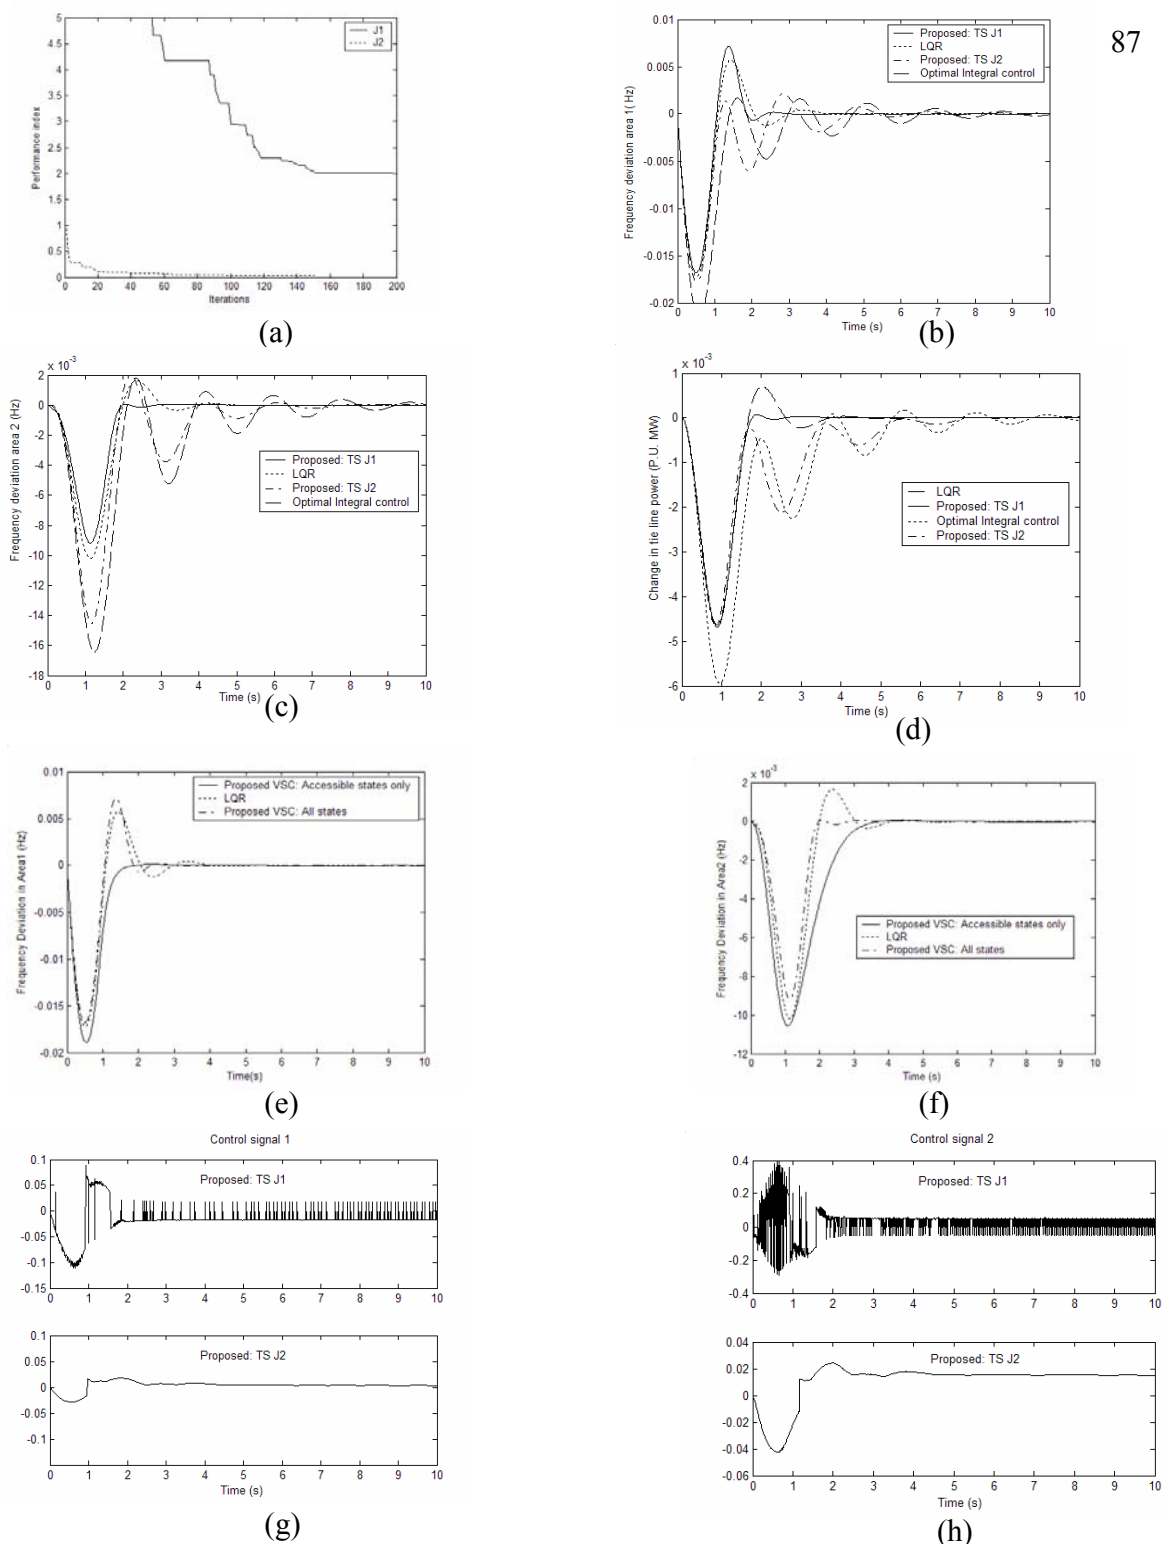 87
J1
J2
5
4.5
4
3.5
3
2.5
2
1.5
1
0.5
0
Performance index
0 20 40 60 80 100 120 140 160 180 200
Iterations
(a)
0.01
0.005
0
-0.005
-0.01
-0.015
-0.02
Frequency deviation area 1( Hz)
Proposed: TS J1
LQR
Proposed: TS J2
Optimal Integral control
0 1 2 3 4 5 6 7 8 9 10
Time (s)
(b)
x 10⁻³
2
0
-2
-4
-6
-8
-10
-12
-14
-16
-18
Frequency deviation area 2 (Hz)
Proposed: TS J1
LQR
Proposed: TS J2
Optimal Integral control
0 1 2 3 4 5 6 7 8 9 10
Time (s)
(c)
x 10⁻³
1
0
-1
-2
-3
-4
-5
-6
Change in tie line power (P.U. MW)
LQR
Proposed: TS J1
Optimal Integral control
Proposed: TS J2
0 1 2 3 4 5 6 7 8 9 10
Time (s)
(d)
0.01
0.005
0
-0.005
-0.01
-0.015
-0.02
Frequency Deviation in Area1 (Hz)
Proposed VSC: Accessible states only
LQR
Proposed VSC: All states
0 1 2 3 4 5 6 7 8 9 10
Time(s)
(e)
x 10⁻³
2
0
-2
-4
-6
-8
-10
-12
Frequency Deviation in Area2 (Hz)
Proposed VSC: Accessible states only
LQR
Proposed VSC: All states
0 1 2 3 4 5 6 7 8 9 10
Time (s)
(f)
Control signal 1
0.1
0.05
0
-0.05
-0.1
-0.15
Proposed: TS J1
0 1 2 3 4 5 6 7 8 9 10
0.1
0.05
0
-0.05
-0.1
Proposed: TS J2
0 1 2 3 4 5 6 7 8 9 10
Time (s)
(g)
Control signal 2
0.4
0.2
0
-0.2
-0.4
Proposed: TS J1
0 1 2 3 4 5 6 7 8 9 10
0.04
0.02
0
-0.02
-0.04
-0.06
Proposed: TS J2
0 1 2 3 4 5 6 7 8 9 10
Time (s)
(h)